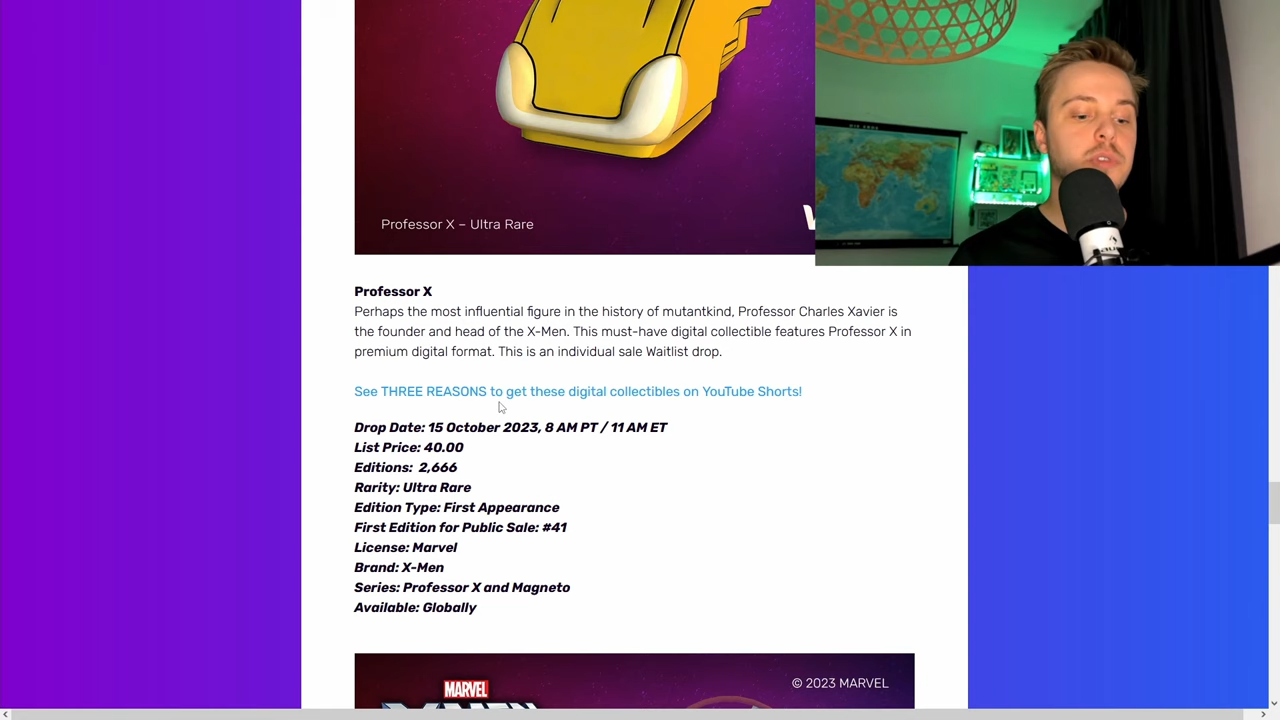 Professor X – Ultra Rare
Professor X
Perhaps the most influential figure in the history of mutantkind, Professor Charles Xavier is
the founder and head of the X-Men. This must-have digital collectible features Professor X in
premium digital format. This is an individual sale Waitlist drop.
See THREE REASONS to get these digital collectibles on YouTube Shorts!
Drop Date: 15 October 2023, 8 AM PT / 11 AM ET
List Price: 40.00
Editions: 2,666
Rarity: Ultra Rare
Edition Type: First Appearance
First Edition for Public Sale: #41
License: Marvel
Brand: X-Men
Series: Professor X and Magneto
Available: Globally
MARVEL
© 2023 MARVEL